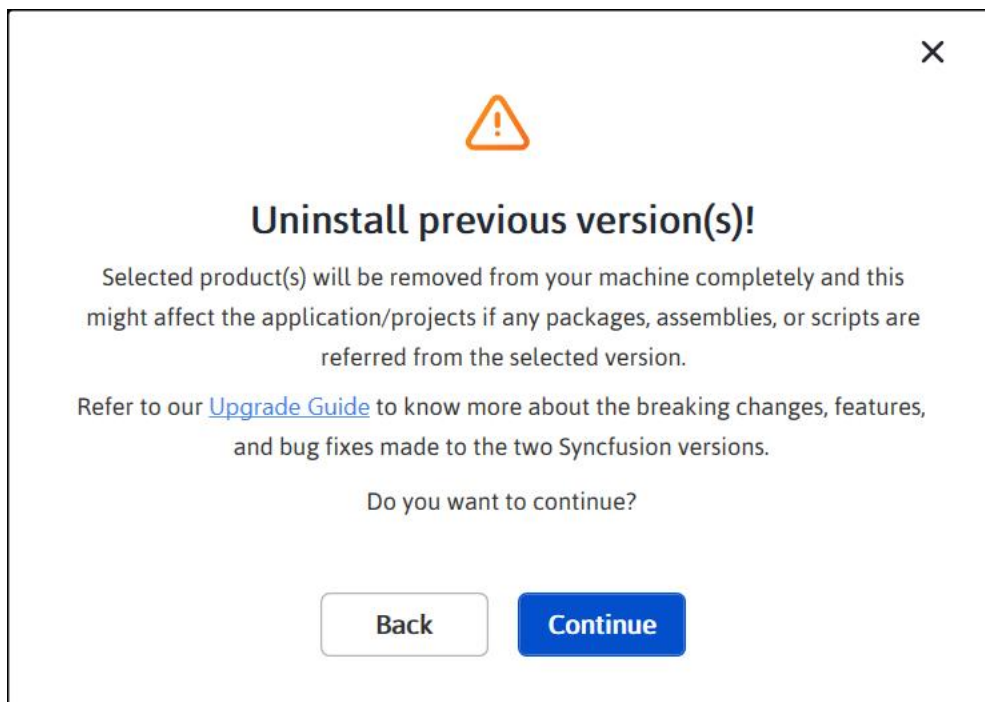 Uninstall previous version(s)!
Selected product(s) will be removed from your machine completely and this
might affect the application/projects if any packages, assemblies, or scripts are
referred from the selected version.
Refer to our Upgrade Guide to know more about the breaking changes, features,
and bug fixes made to the two Syncfusion versions.
Do you want to continue?
Back
Continue